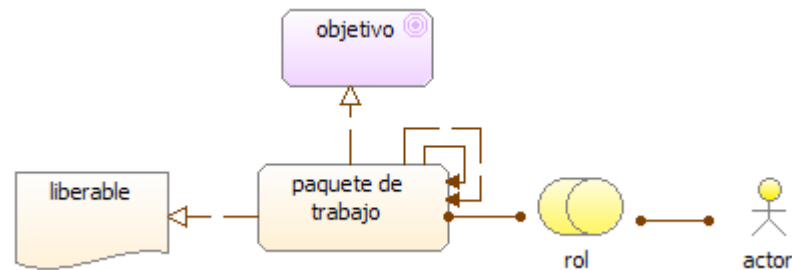 objetivo
liberable
paquete de
trabajo
rol
actor